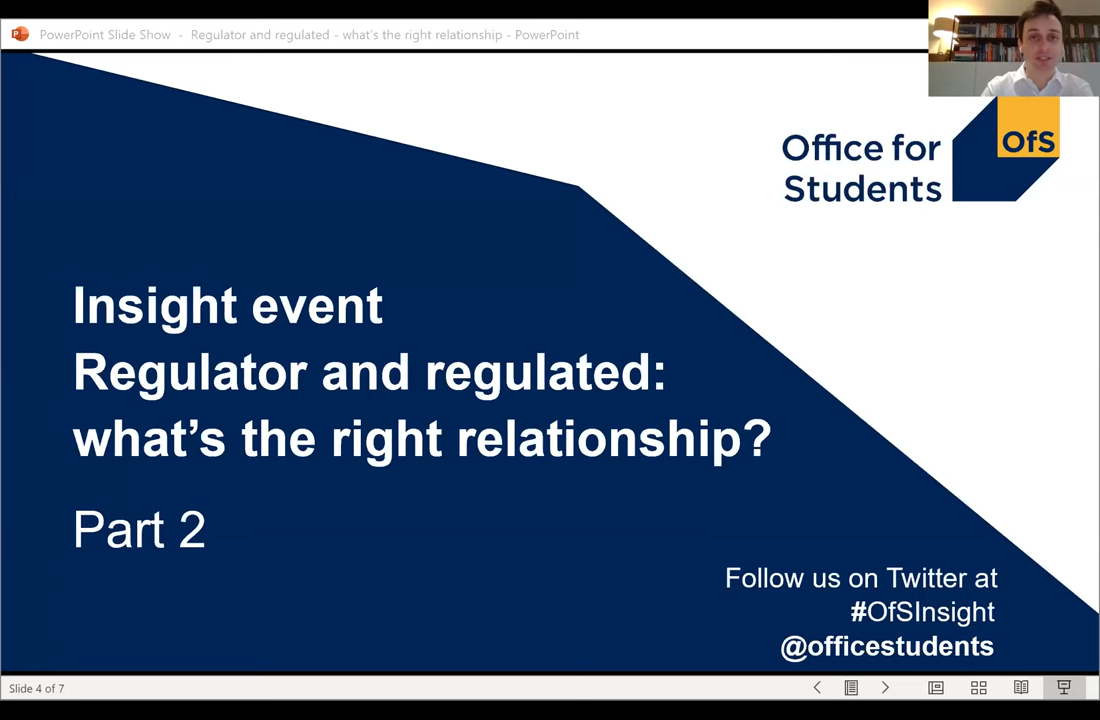 PowerPoint Slide Show - Regulator and regulated - what's the right relationship - PowerPoint
Office for
Students
OfS
Insight event
Regulator and regulated:
what's the right relationship?
Part 2
Follow us on Twitter at
#OfSInsight
@officestudents
Slide 4 of 7